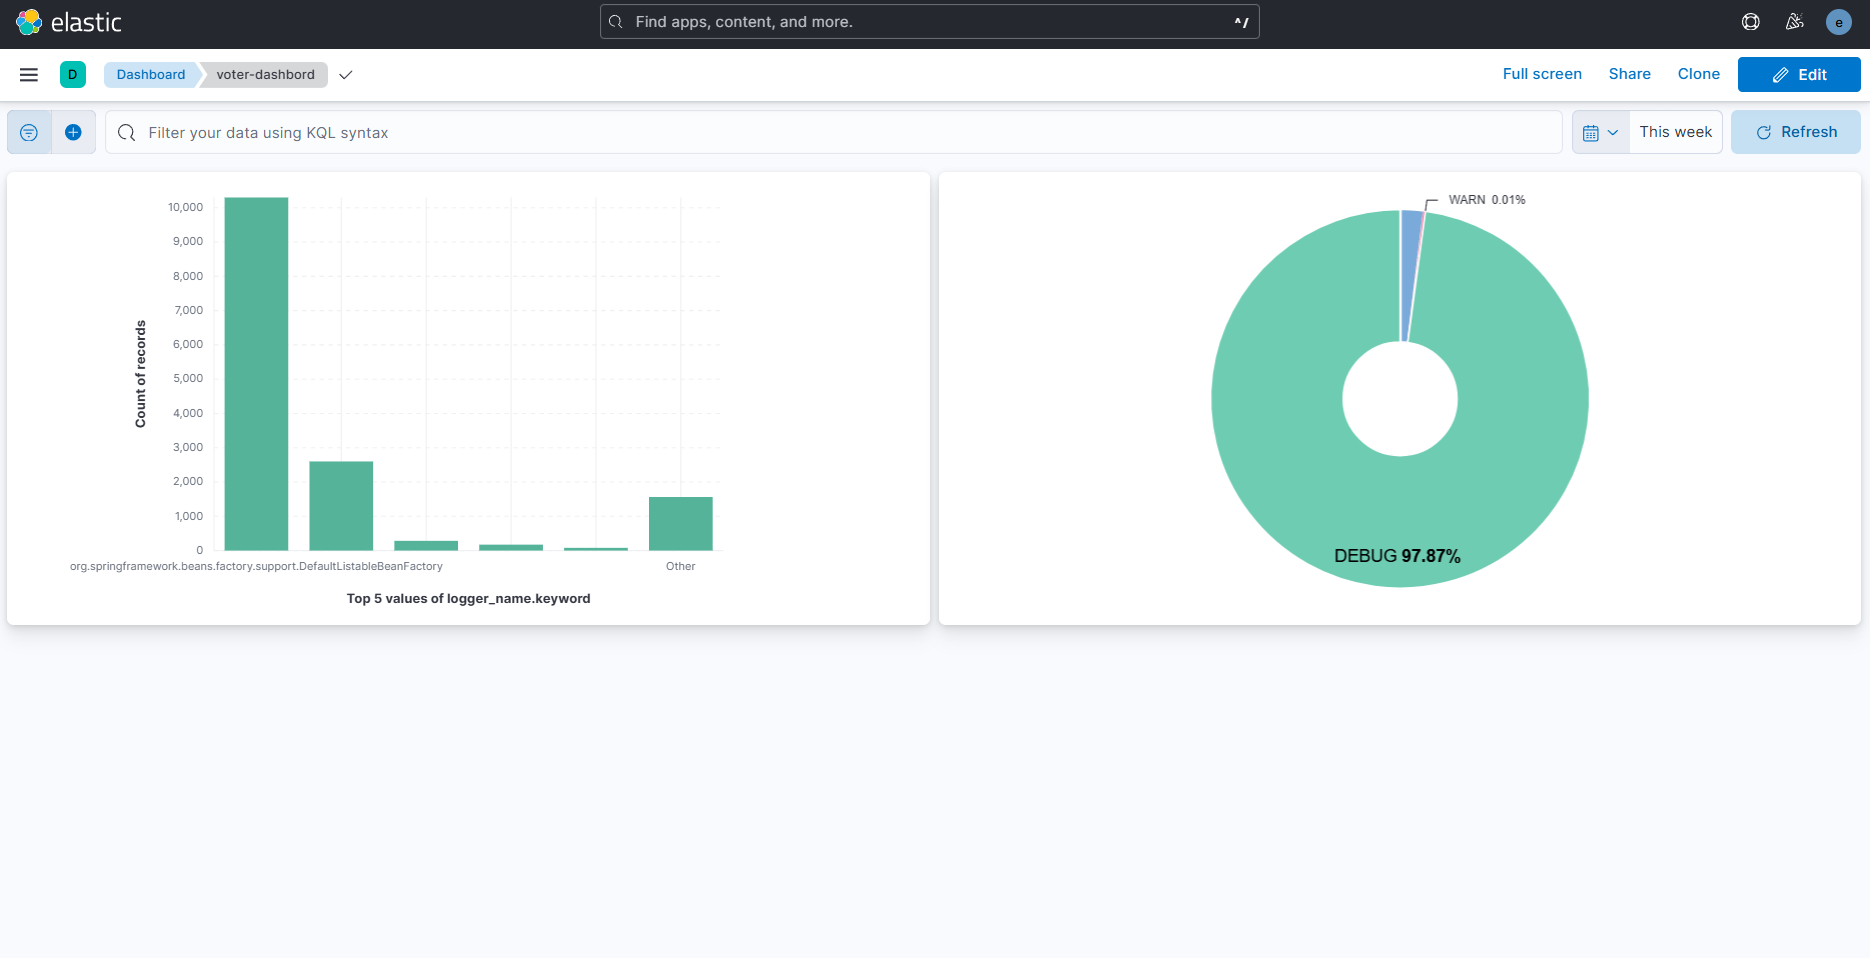 elastic
Find apps, content, and more.
^/
e
D
Dashboard
voter-dashbord
Full screen
Share
Clone
Edit
Filter your data using KQL syntax
This week
Refresh
10,000
9,000
8,000
7,000
6,000
5,000
4,000
3,000
2,000
1,000
0
Count of records
org.springframework.beans.factory.support.DefaultListableBeanFactory
Other
Top 5 values of logger_name.keyword
WARN 0.01%
DEBUG 97.87%